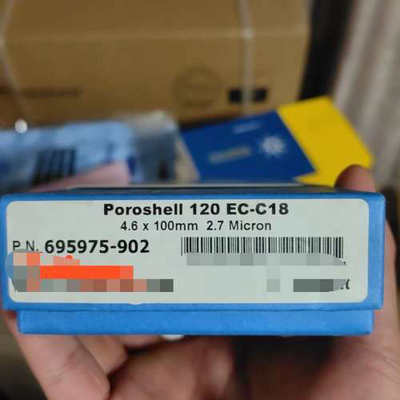 Poroshell 120 EC-C18
4.6 x 100mm 2.7 Micron
P.N. 695975-902